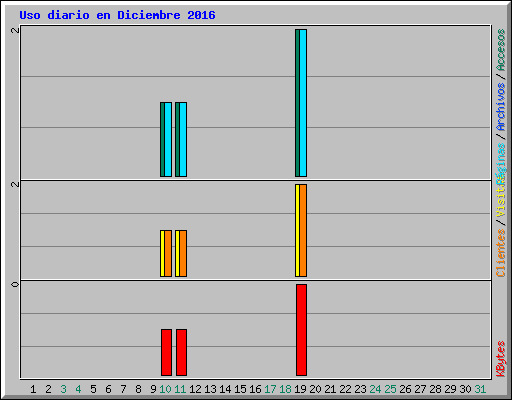 Uso diario en Diciembre 2016
2
2
0
Accesos / Archivos / Páginas
Visitas / Clientes
KBytes
1 2 3 4 5 6 7 8 9 10 11 12 13 14 15 16 17 18 19 20 21 22 23 24 25 26 27 28 29 30 31